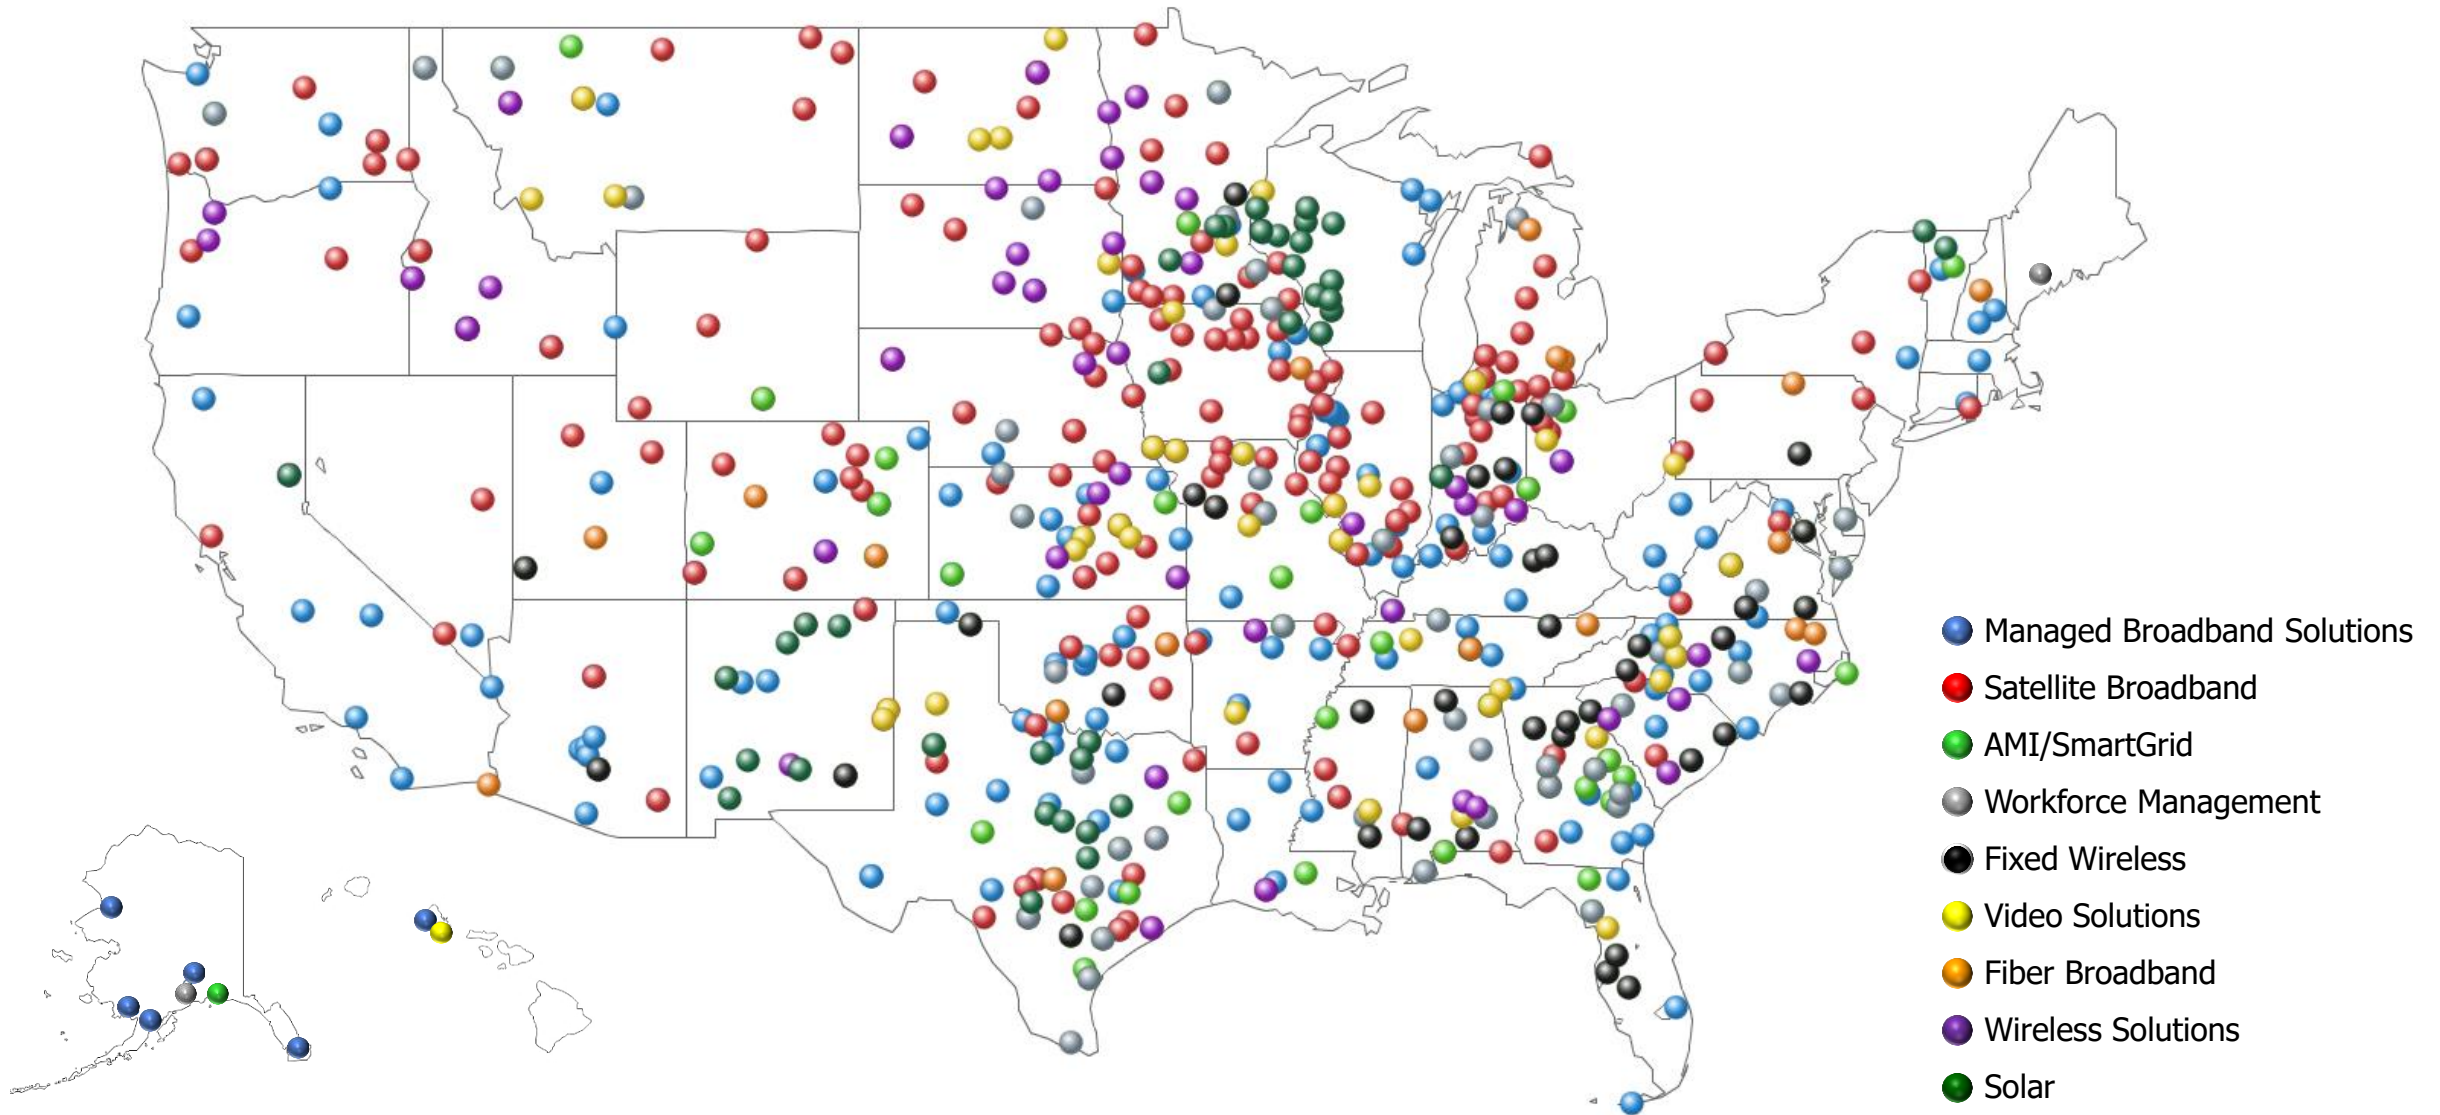 Managed Broadband Solutions
Satellite Broadband
AMI/SmartGrid
Workforce Management
Fixed Wireless
Video Solutions
Fiber Broadband
Wireless Solutions
Solar